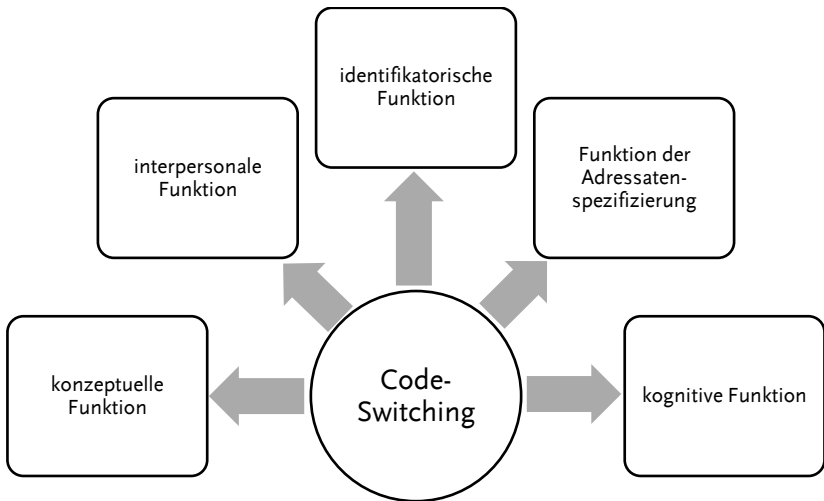 identifikatorische
Funktion
interpersonale
Funktion
Funktion der
Adressaten-
spezifizierung
konzeptuelle
Funktion
Code-
Switching
kognitive Funktion